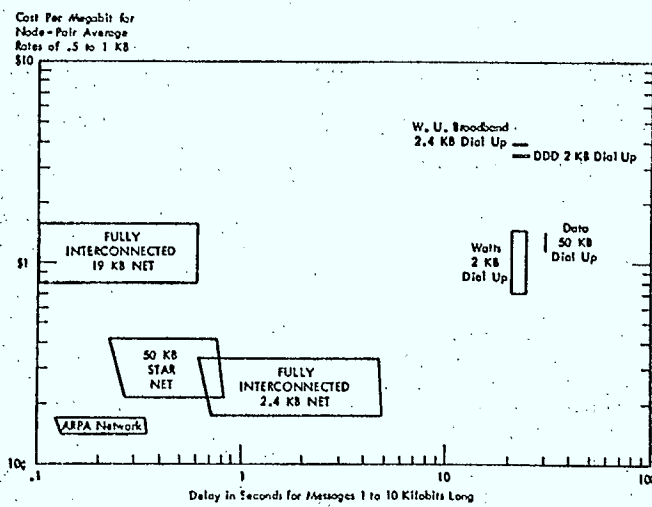 Cost Per Megabit for
Node-Pair Average
Rates of .5 to 1 KB
$10
W. U. Broadband
2.4 KB Dial Up
DDD 2 KB Dial Up
FULLY
INTERCONNECTED
19 KB NET
Watts
2 KB
Dial Up
Data
50 KB
Dial Up
$1
50 KB
STAR
NET
FULLY
INTERCONNECTED
2.4 KB NET
ARPA Network
10¢
.1
1
10
100
Delay in Seconds for Messages 1 to 10 Kilobits Long